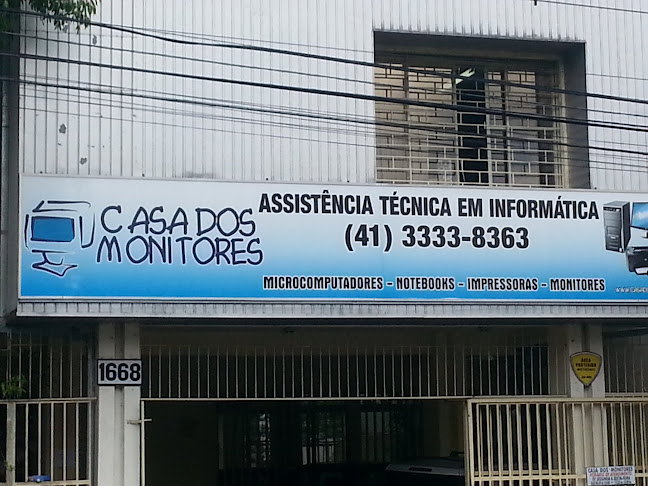 CASA DOS
MONITORES
ASSISTÊNCIA TÉCNICA EM INFORMÁTICA
(41) 3333-8363
MICROCOMPUTADORES - NOTEBOOKS - IMPRESSORAS - MONITORES
1668
CASA DOS MONITORES